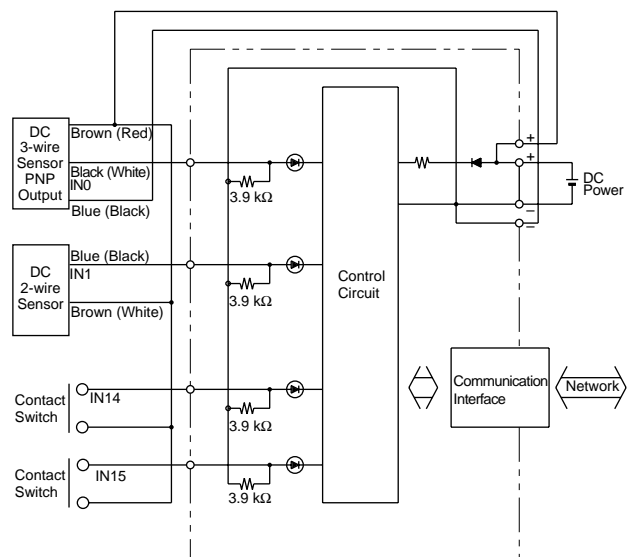 DC
3-wire
Sensor
PNP
Output
Brown (Red)
Black (White)
IN0
Blue (Black)
3.9 kΩ
DC
2-wire
Sensor
Blue (Black)
IN1
Brown (White)
3.9 kΩ
Contact
Switch
IN14
3.9 kΩ
Contact
Switch
IN15
3.9 kΩ
Control
Circuit
+
+
−
−
DC
Power
Communication
Interface
Network